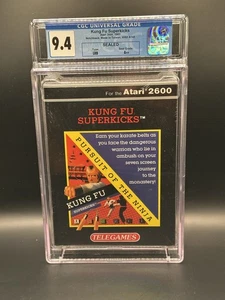 CGC UNIVERSAL GRADE
9.4
Kung Fu Superkicks
SEALED
For the Atari® 2600
KUNG FU
SUPERKICKS™
Earn your karate belts as
you face the dangerous
warrior who lie in
ambush on your
seven screen
journey
to the
monastery!
PURSUIT OF THE NINJA
KUNG FU
SUPERKICKS
TELEGAMES